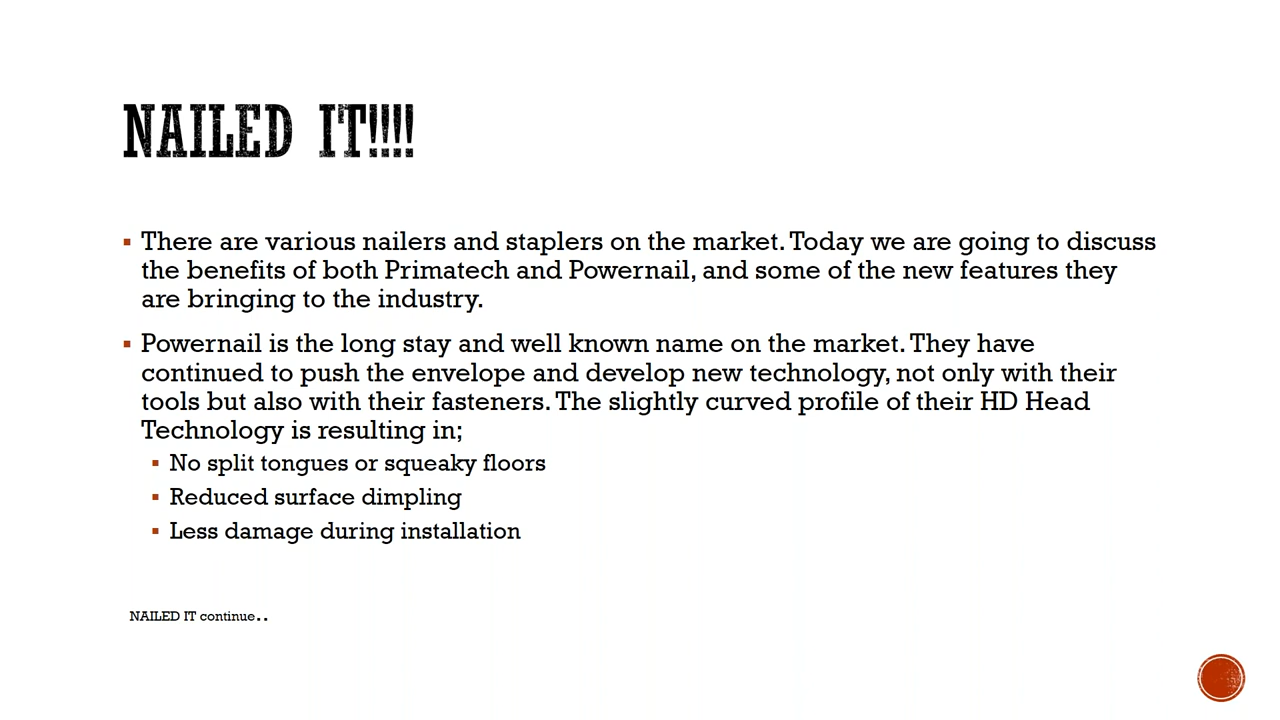 NAILED IT!!!!
There are various nailers and staplers on the market. Today we are going to discuss
the benefits of both Primatech and Powernail, and some of the new features they
are bringing to the industry.
Powernail is the long stay and well known name on the market. They have
continued to push the envelope and develop new technology, not only with their
tools but also with their fasteners. The slightly curved profile of their HD Head
Technology is resulting in;
No split tongues or squeaky floors
Reduced surface dimpling
Less damage during installation
NAILED IT continue..